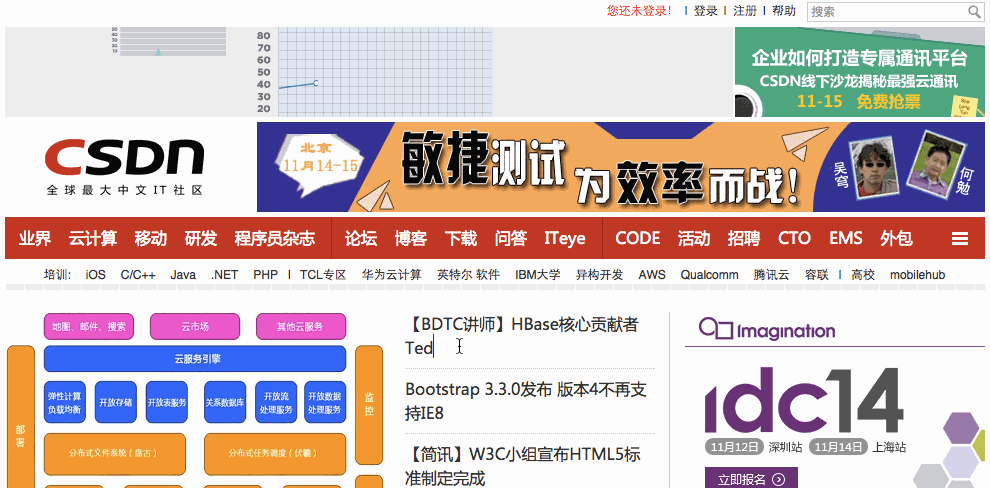 您还未登录! | 登录 | 注册 | 帮助
搜索
80
70
60
50
40
30
20
企业如何打造专属通讯平台
CSDN线下沙龙揭秘最强云通讯
11-15 免费抢票
CSDN
全球最大中文IT社区
北京
11月14-15
敏捷测试
为效率而战!
吴穹
何勉
业界 云计算 移动 研发 程序员杂志 论坛 博客 下载 问答 ITeye CODE 活动 招聘 CTO EMS 外包
培训: iOS C/C++ Java .NET PHP | TCL专区 华为云计算 英特尔 软件 IBM大学 异构开发 AWS Qualcomm 腾讯云 容联 | 高校 mobilehub
地图、邮件、搜索
云市场
其他云服务
云服务引擎
弹性计算
负载均衡
开放存储
开放表服务
关系数据库
开放流
处理服务
开放数据
处理服务
部署
监控
分布式文件系统(盘古)
分布式任务调度(伏羲)
【BDTC讲师】HBase核心贡献者
Ted
Bootstrap 3.3.0发布 版本4不再支
持IE8
【简讯】W3C小组宣布HTML5标
准制定完成
imagination
idc14
11月12日 深圳站 11月14日 上海站
立即报名